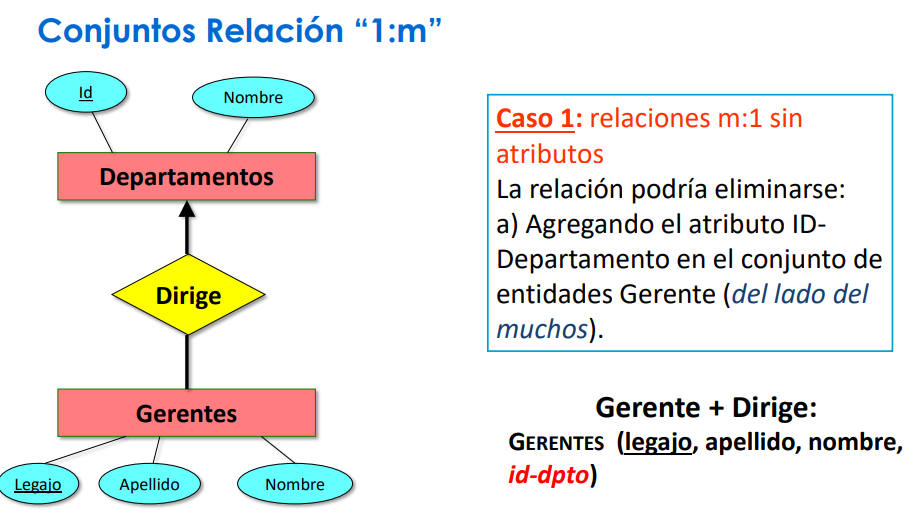 Conjuntos Relación “1:m”
Id
Nombre
Departamentos
Dirige
Gerentes
Legajo
Apellido
Nombre
Caso 1: relaciones m:1 sin
atributos
La relación podría eliminarse:
a) Agregando el atributo ID-
Departamento en el conjunto de
entidades Gerente (del lado del
muchos).
Gerente + Dirige:
GERENTES (legajo, apellido, nombre,
id-dpto)